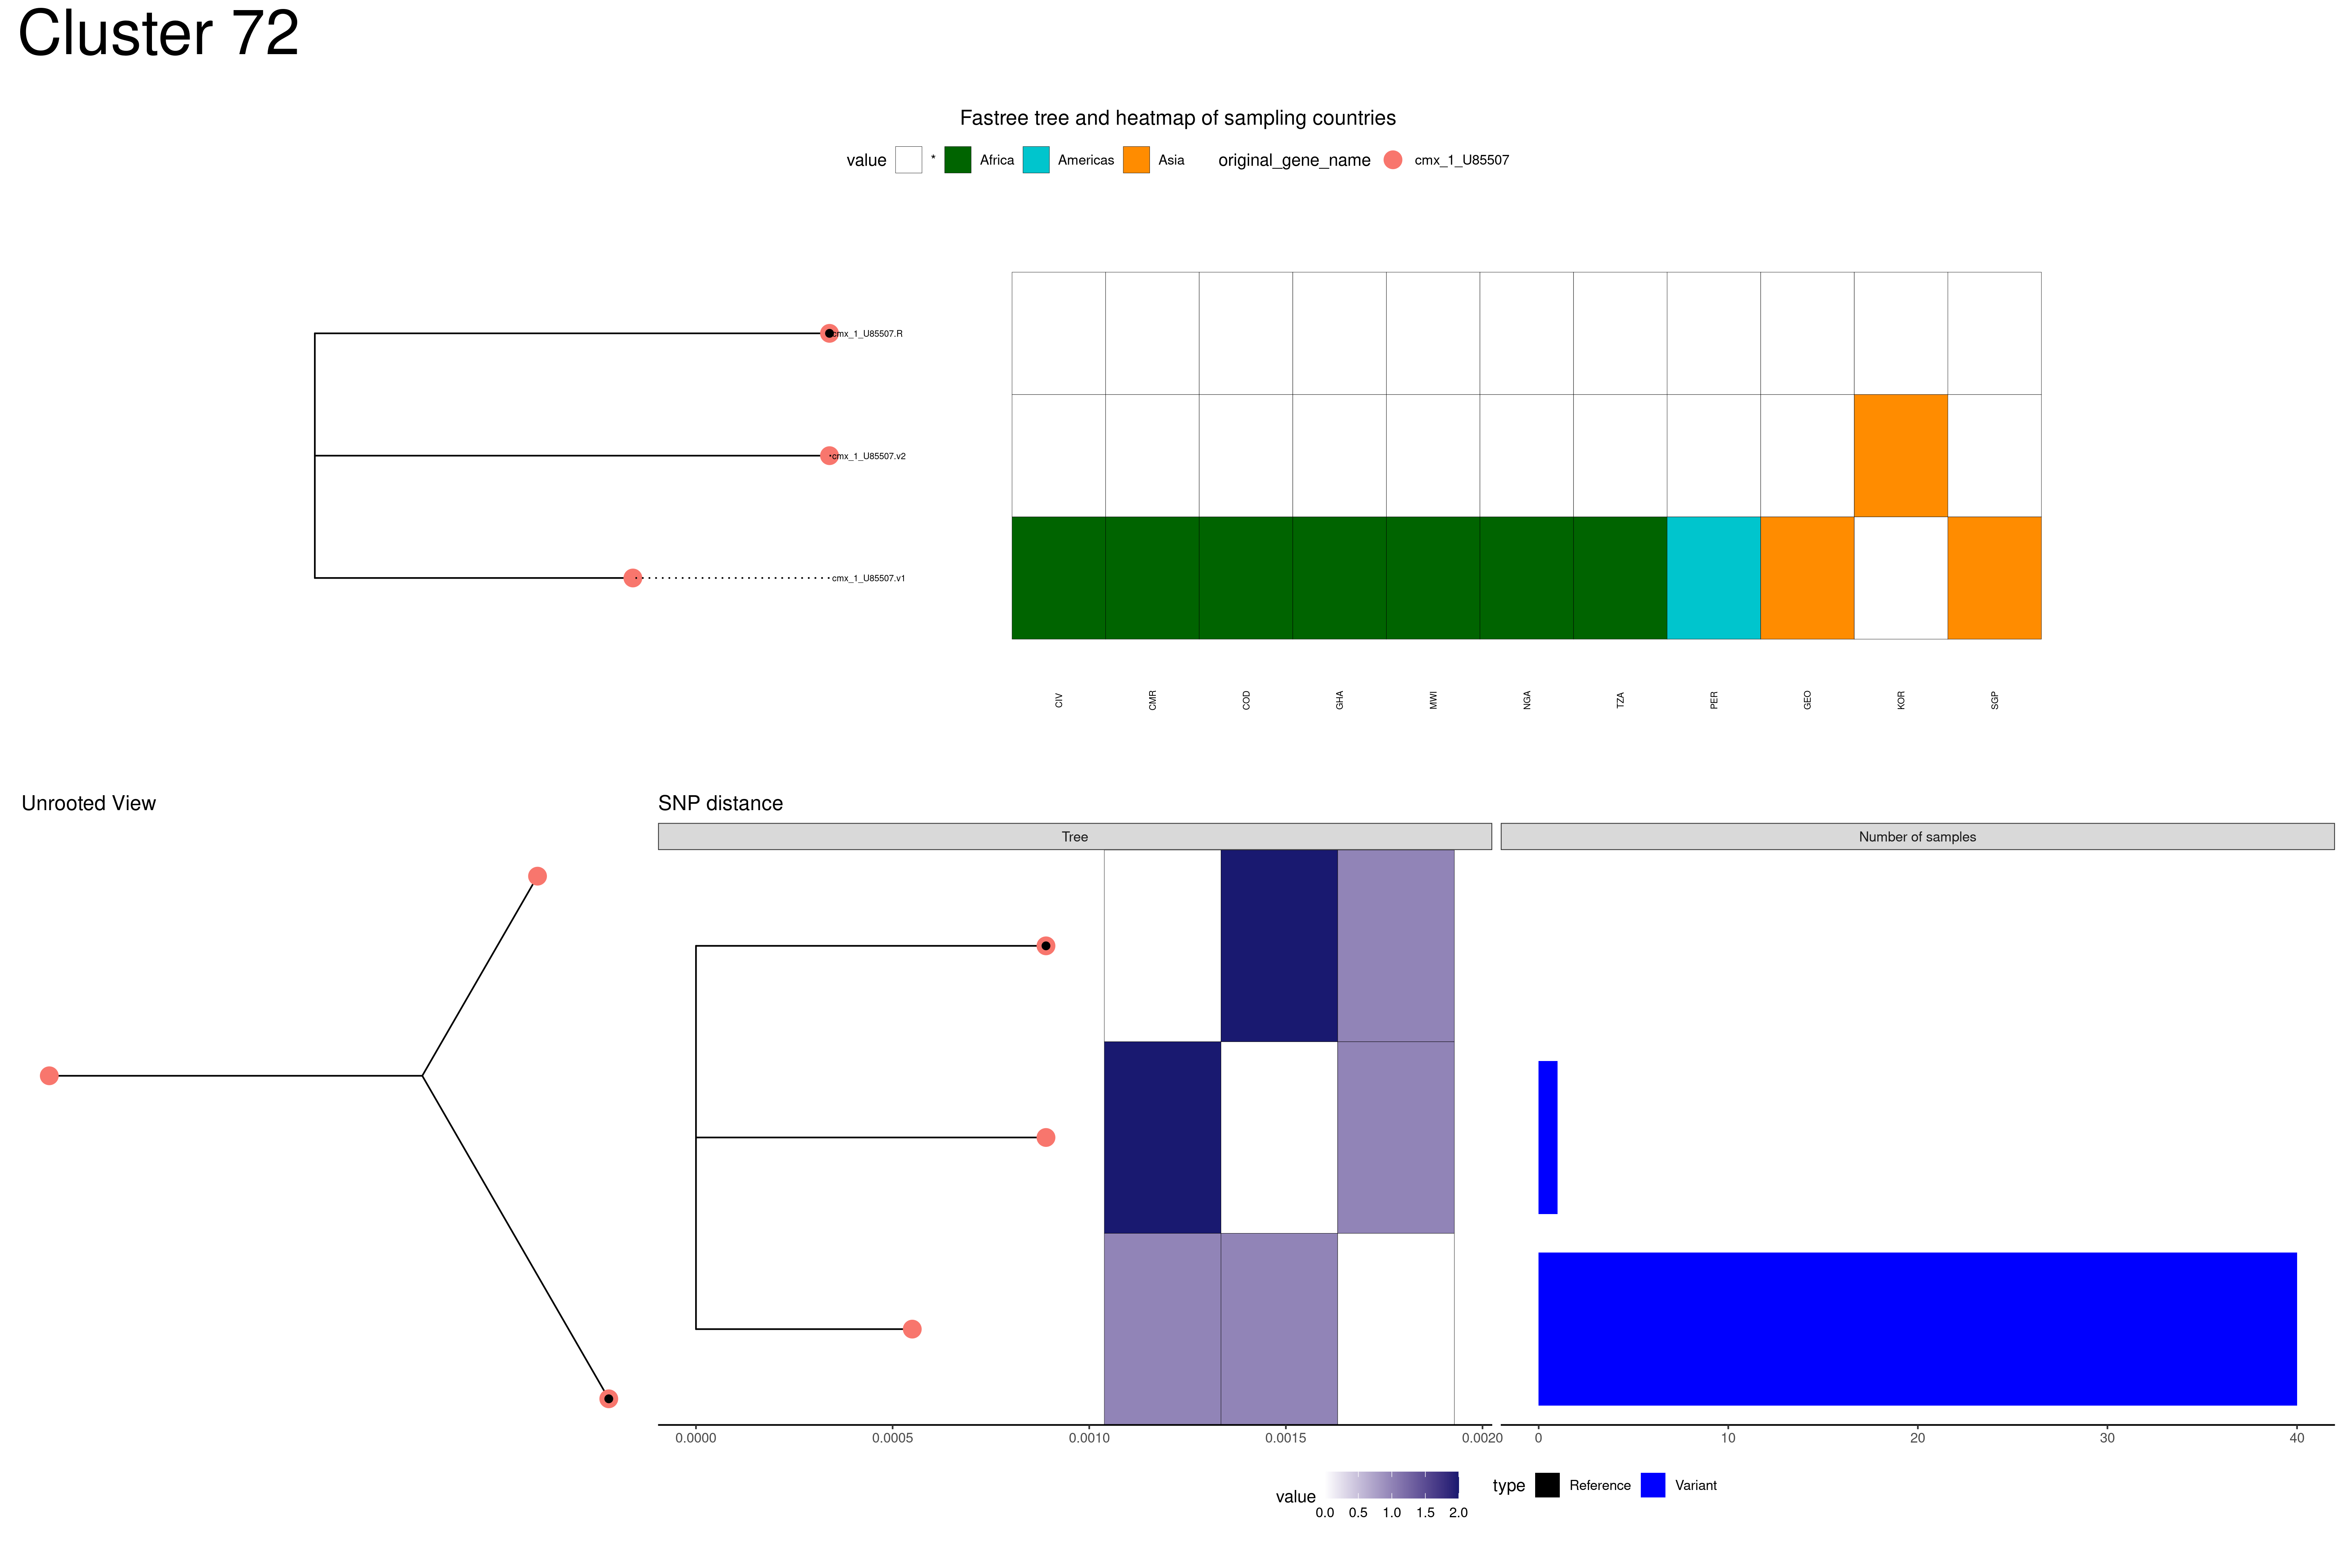 Cluster 72
Fastree tree and heatmap of sampling countries
value * Africa Americas Asia original_gene_name cmx_1_U85507
cmx_1_U85507.R
cmx_1_U85507.v2
cmx_1_U85507.v1
CIV CMR COD GHA MWI NGA TZA PER GEO KOR SGP
Unrooted View
SNP distance
Tree Number of samples
0.0000 0.0005 0.0010 0.0015 0.0020 0 10 20 30 40
value 0.0 0.5 1.0 1.5 2.0 type Reference Variant